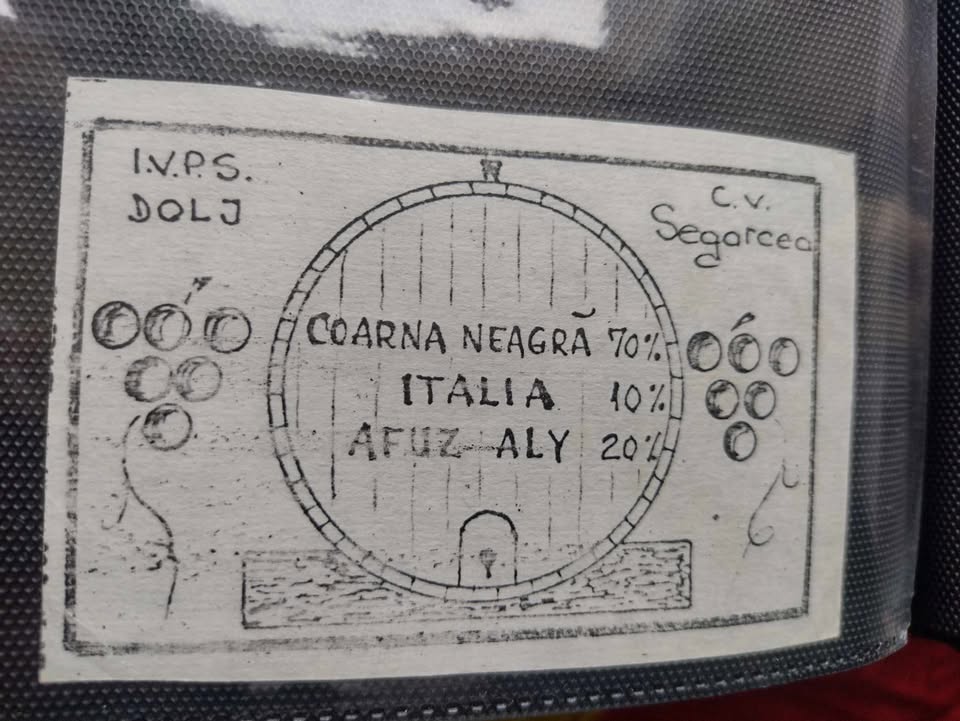 I.V.P.S.
DOLJ
C.V.
Segarcea
COARNA NEAGRĂ 70%
ITALIA 10%
AFUZ ALY 20%